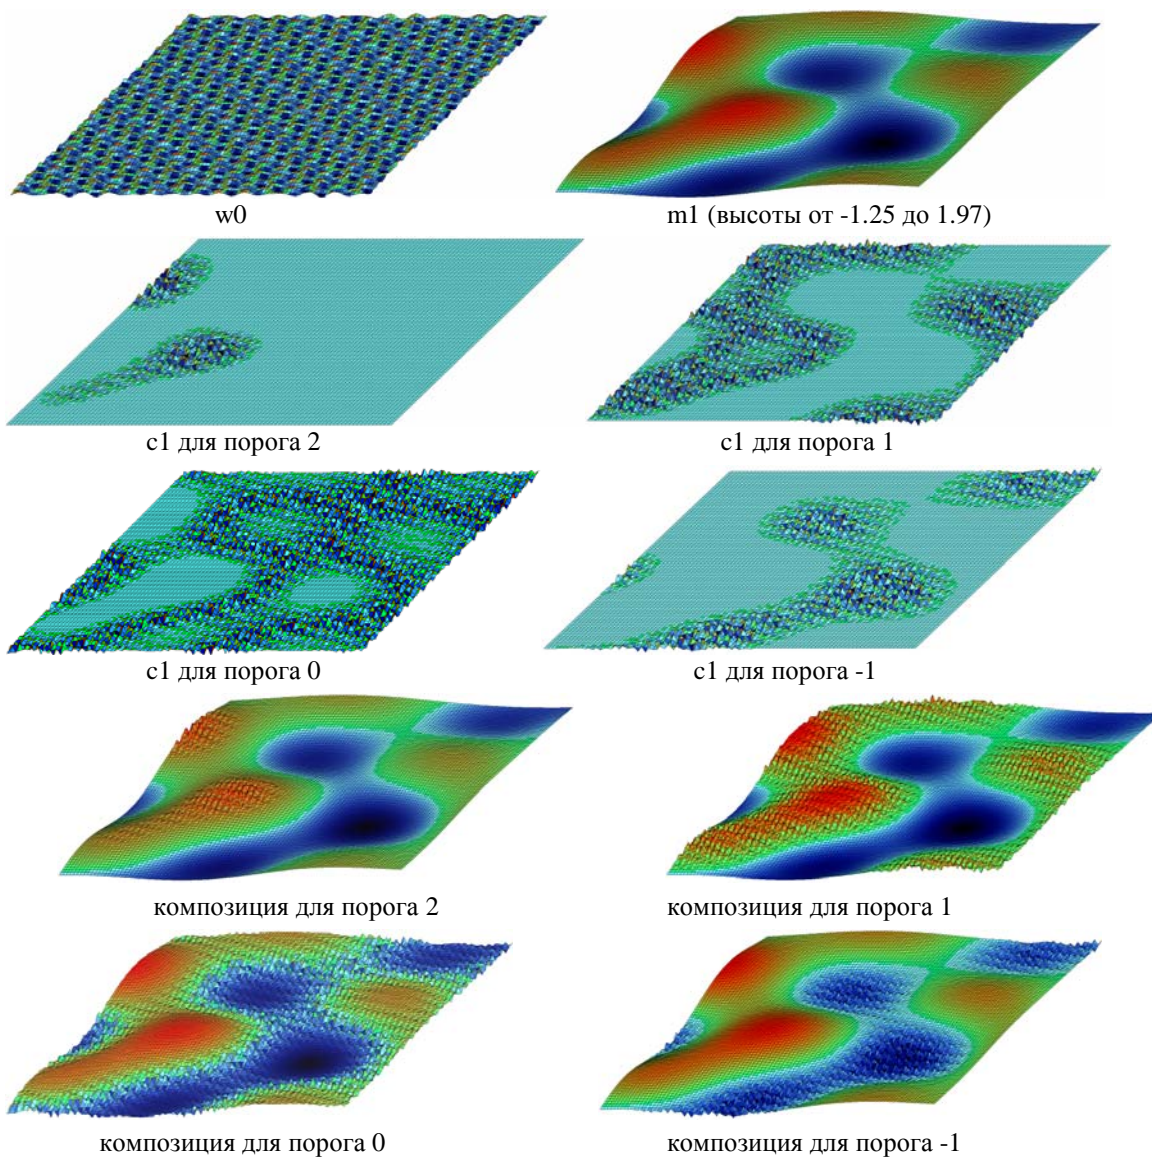 w0
m1 (высоты от -1.25 до 1.97)
c1 для порога 2
c1 для порога 1
c1 для порога 0
c1 для порога -1
композиция для порога 2
композиция для порога 1
композиция для порога 0
композиция для порога -1